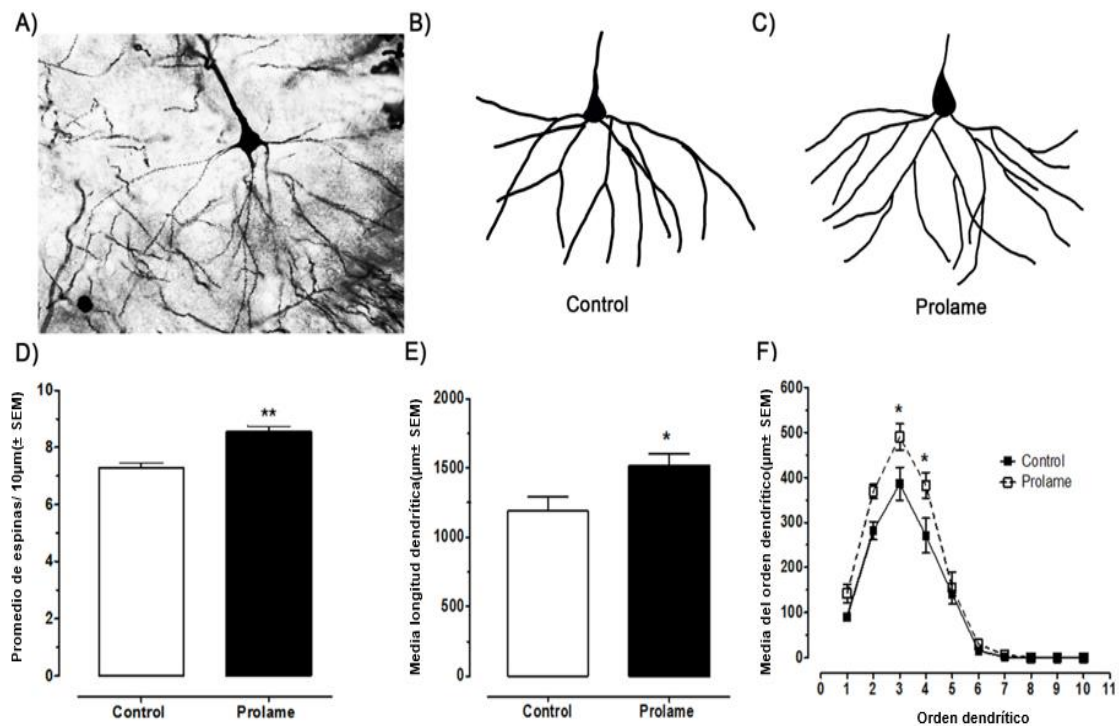 A)
B)
C)
Control
Prolame
D)
Promedio de espinas/ 10µm(± SEM)
10
8
6
4
2
0
**
Control
Prolame
E)
Media longitud dendrítica(µm± SEM)
2000
1500
1000
500
0
*
Control
Prolame
F)
Media del orden dendrítico(µm± SEM)
600
500
400
300
200
100
0
*
*
Control
Prolame
0 1 2 3 4 5 6 7 8 9 10 11
Orden dendrítico